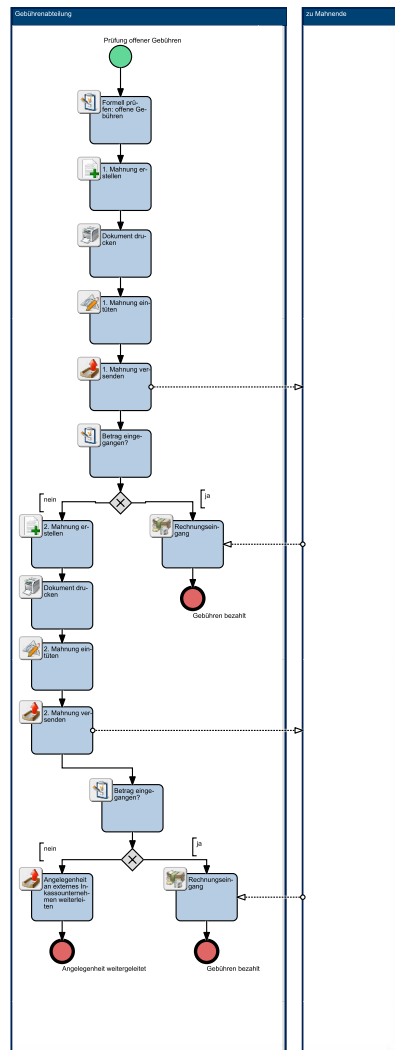 Gebührenabteilung
zu Mahnende
Prüfung offener Gebühren
Formell prü-
fen: offene Ge-
bühren
1. Mahnung er-
stellen
Dokument dru-
cken
1. Mahnung ein-
tüten
1. Mahnung ver-
senden
Betrag einge-
gangen?
nein
ja
2. Mahnung er-
stellen
Rechnungsein-
gang
Dokument dru-
cken
Gebühren bezahlt
2. Mahnung ein-
tüten
2. Mahnung ver-
senden
Betrag einge-
gangen?
nein
ja
Angelegenheit
an externes In-
kassounterneh-
men weiterlei-
ten
Rechnungsein-
gang
Angelegenheit weitergeleitet
Gebühren bezahlt